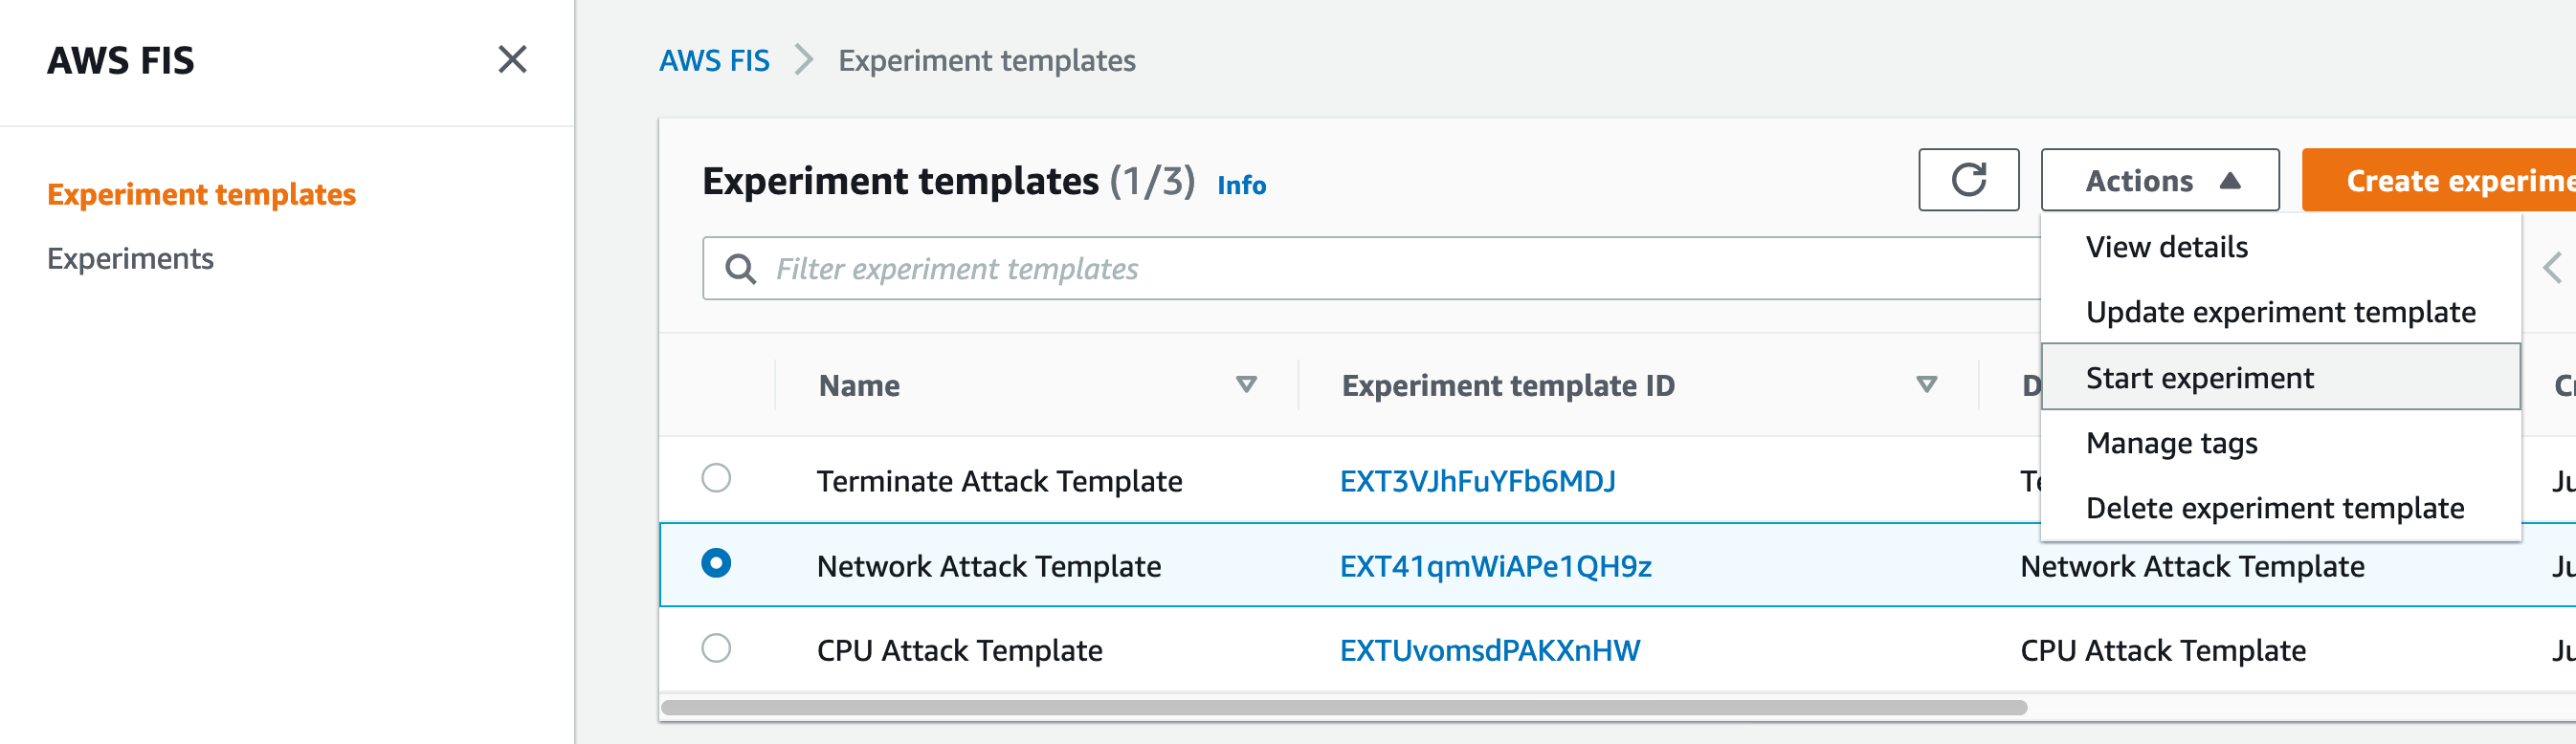 AWS FIS
Experiment templates
Experiments
AWS FIS Experiment templates
Experiment templates (1/3) Info
Actions
Create experime
Filter experiment templates
View details
Update experiment template
Start experiment
Manage tags
Delete experiment template
Name Experiment template ID D
Terminate Attack Template EXT3VJhFuYFb6MDJ Te Ju
Network Attack Template EXT41qmWiAPe1QH9z Network Attack Template Ju
CPU Attack Template EXTUvomsdPAKXnHW CPU Attack Template Ju